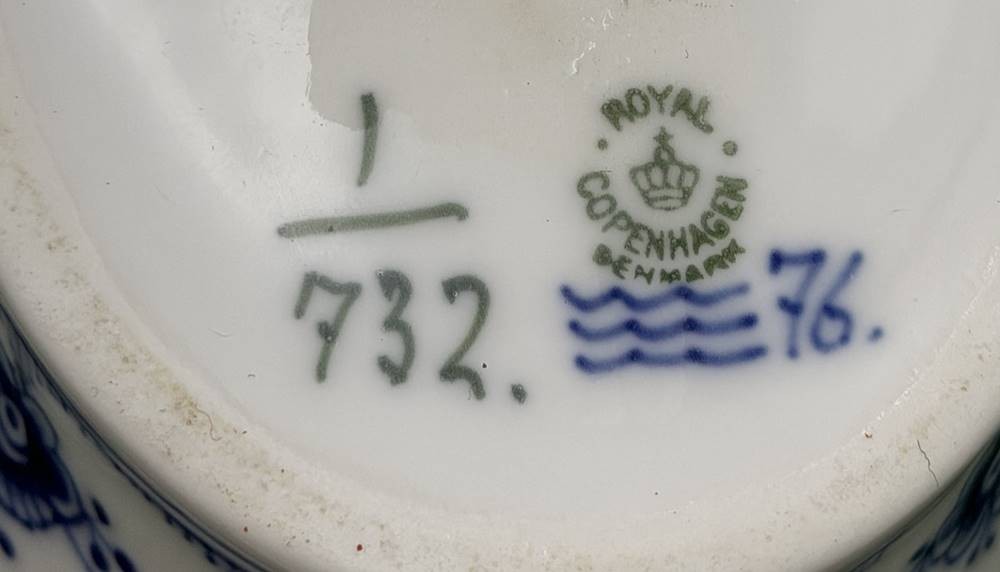 1
732.
ROYAL
COPENHAGEN
DENMARK
76.